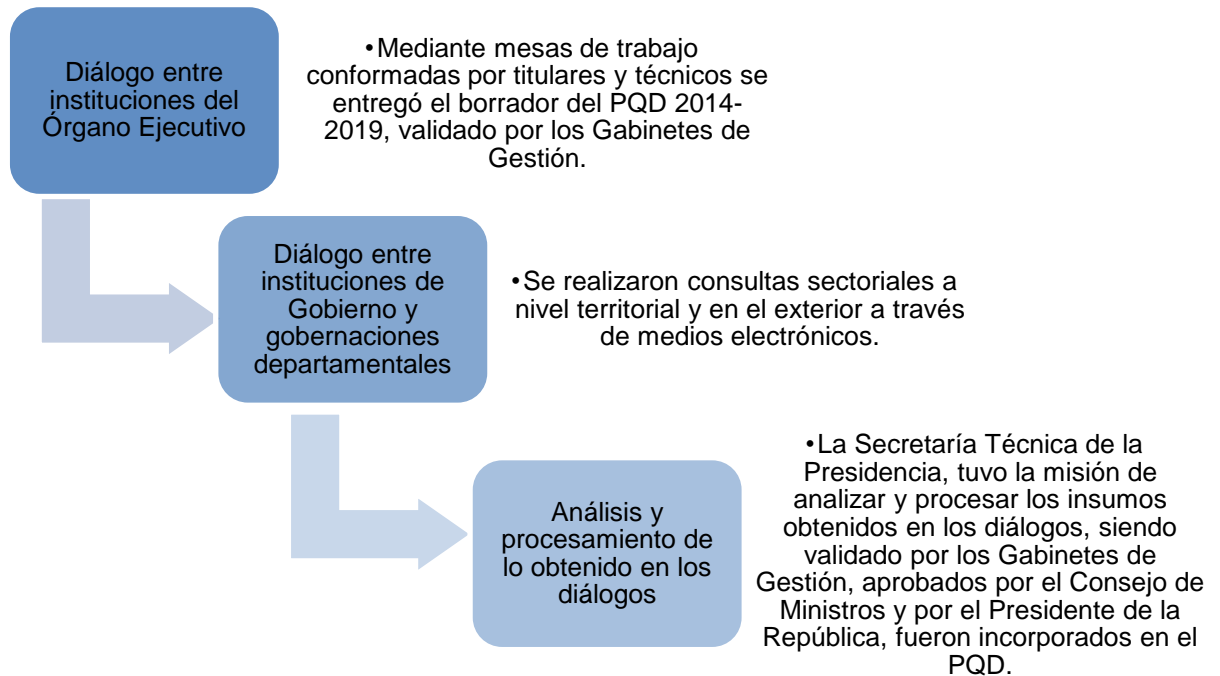 Diálogo entre
instituciones del
Órgano Ejecutivo
•Mediante mesas de trabajo
conformadas por titulares y técnicos se
entregó el borrador del PQD 2014-
2019, validado por los Gabinetes de
Gestión.
Diálogo entre
instituciones de
Gobierno y
gobernaciones
departamentales
•Se realizaron consultas sectoriales a
nivel territorial y en el exterior a través
de medios electrónicos.
Análisis y
procesamiento de
lo obtenido en los
diálogos
•La Secretaría Técnica de la
Presidencia, tuvo la misión de
analizar y procesar los insumos
obtenidos en los diálogos, siendo
validado por los Gabinetes de
Gestión, aprobados por el Consejo de
Ministros y por el Presidente de la
República, fueron incorporados en el
PQD.